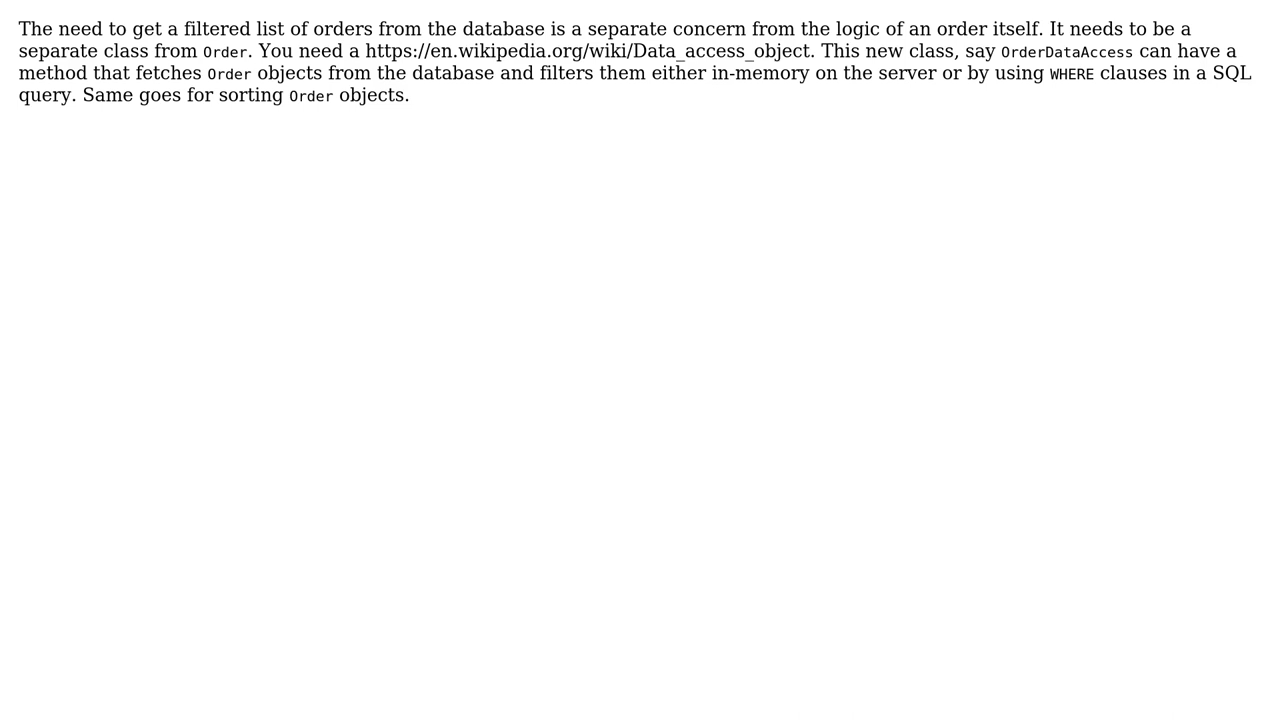 The need to get a filtered list of orders from the database is a separate concern from the logic of an order itself. It needs to be a
separate class from Order. You need a https://en.wikipedia.org/wiki/Data_access_object. This new class, say OrderDataAccess can have a
method that fetches Order objects from the database and filters them either in-memory on the server or by using WHERE clauses in a SQL
query. Same goes for sorting Order objects.